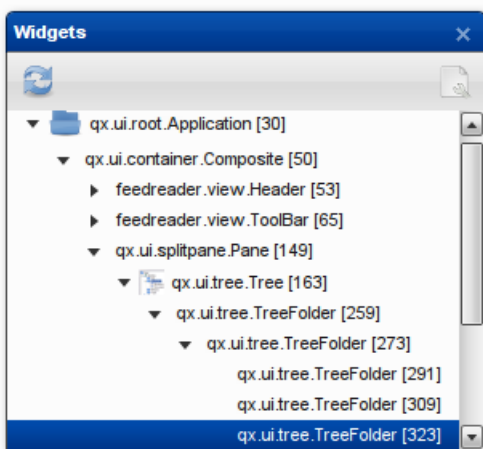 Widgets
qx.ui.root.Application [30]
qx.ui.container.Composite [50]
feedreader.view.Header [53]
feedreader.view.ToolBar [65]
qx.ui.splitpane.Pane [149]
qx.ui.tree.Tree [163]
qx.ui.tree.TreeFolder [259]
qx.ui.tree.TreeFolder [273]
qx.ui.tree.TreeFolder [291]
qx.ui.tree.TreeFolder [309]
qx.ui.tree.TreeFolder [323]